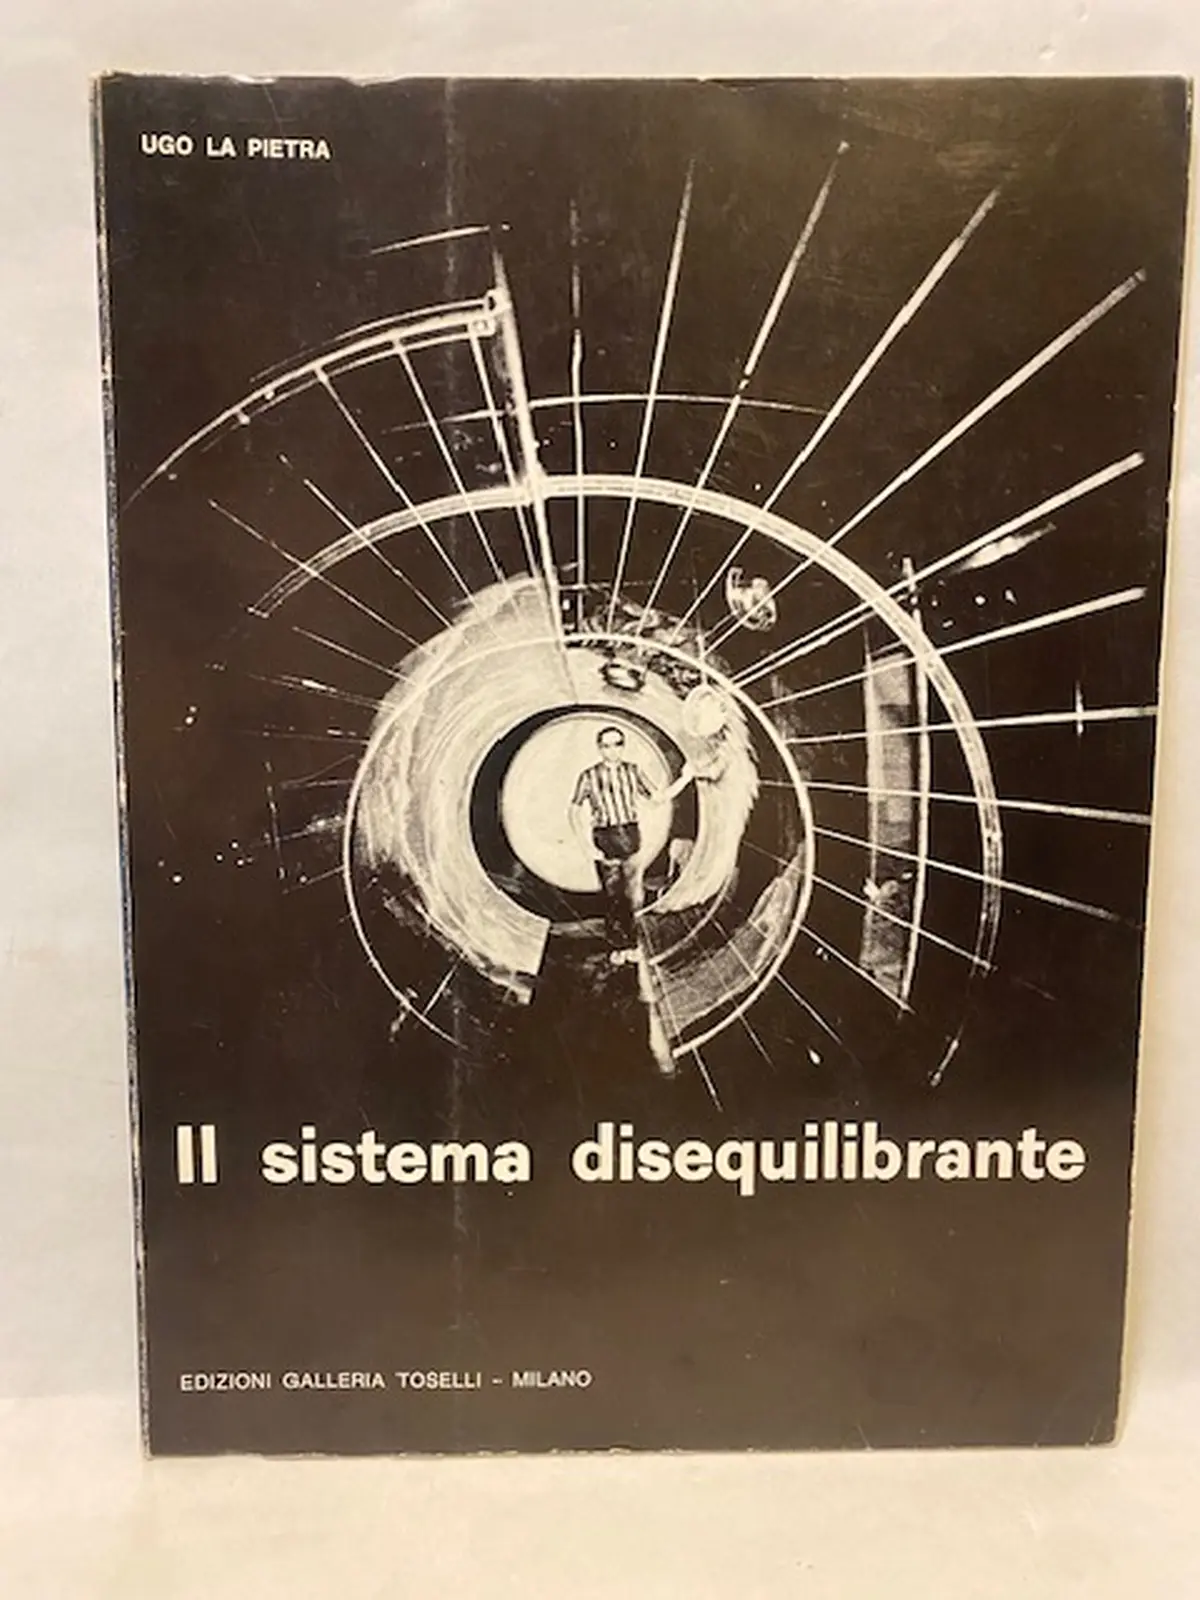 UGO LA PIETRA
Il sistema disequilibrante
EDIZIONI GALLERIA TOSELLI - MILANO